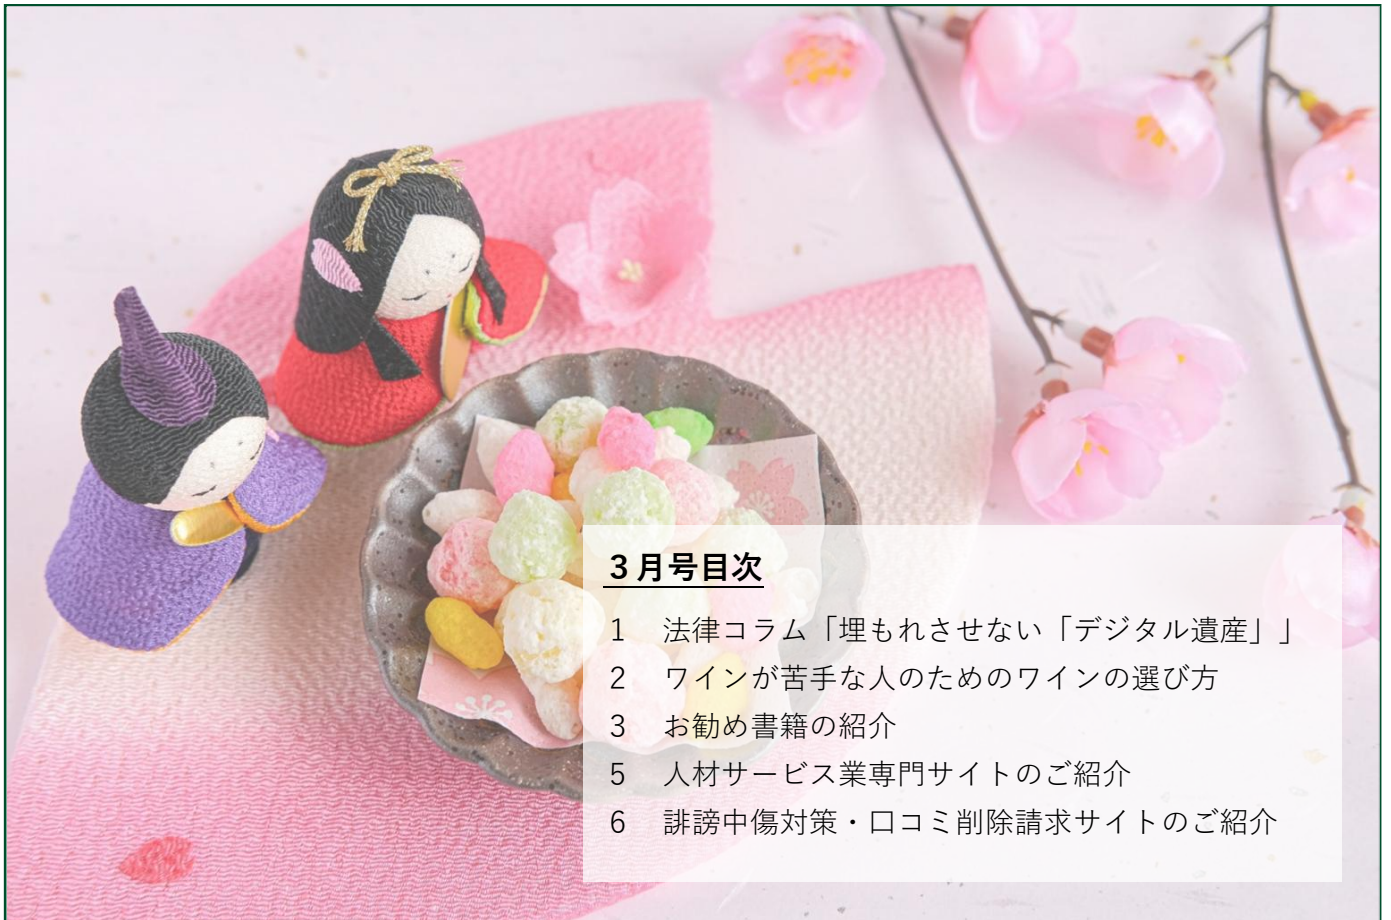 3月号目次
1 法律コラム「埋もれさせない「デジタル遺産」」
2 ワインが苦手な人のためのワインの選び方
3 お勧め書籍の紹介
5 人材サービス業専門サイトのご紹介
6 誹謗中傷対策・口コミ削除請求サイトのご紹介